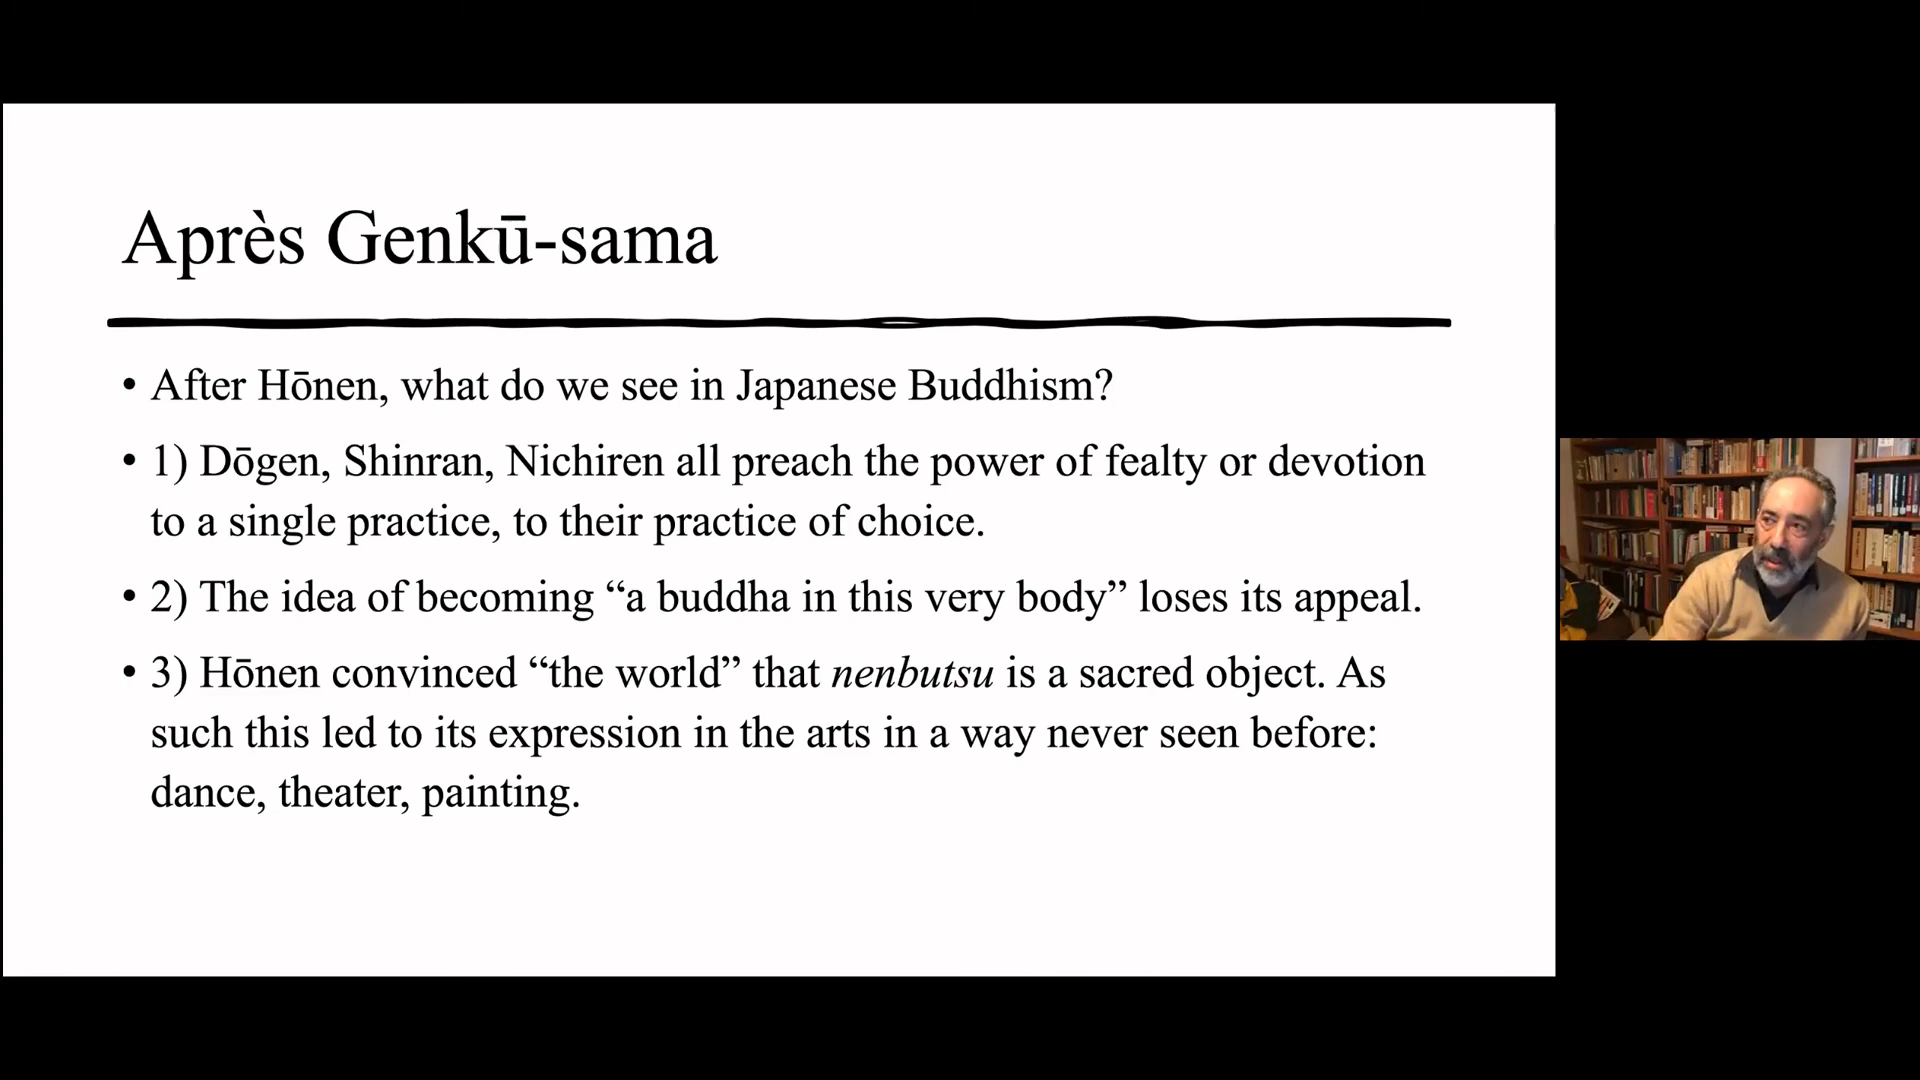 Après Genkū-sama
• After Hōnen, what do we see in Japanese Buddhism?
• 1) Dōgen, Shinran, Nichiren all preach the power of fealty or devotion
to a single practice, to their practice of choice.
• 2) The idea of becoming “a buddha in this very body” loses its appeal.
• 3) Hōnen convinced “the world” that nenbutsu is a sacred object. As
such this led to its expression in the arts in a way never seen before:
dance, theater, painting.